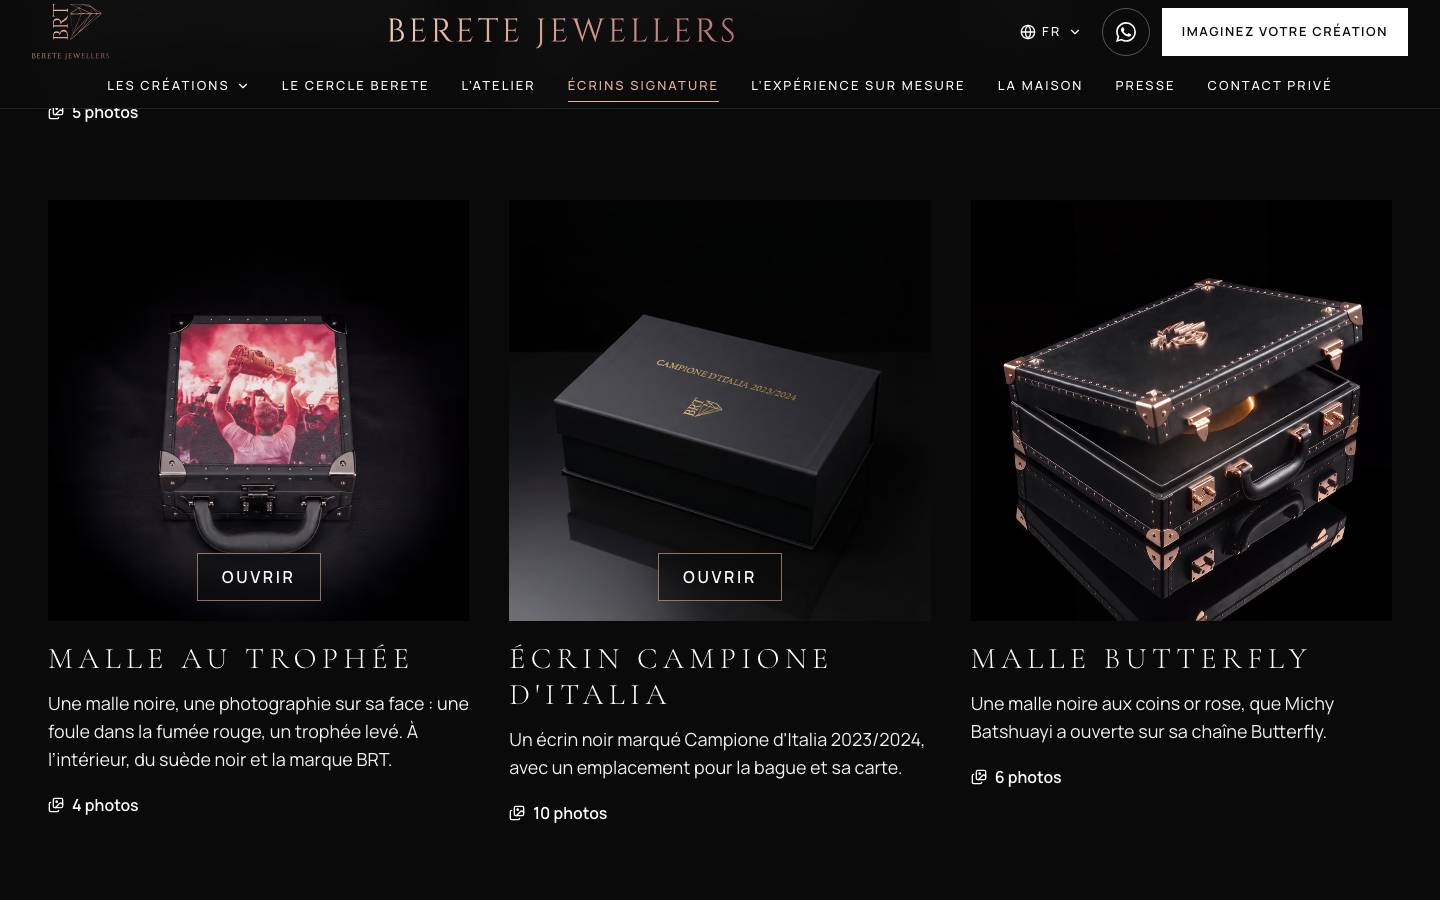 BRT
BERETE JEWELLERS
BERETE JEWELLERS
FR
IMAGINEZ VOTRE CRÉATION
LES CRÉATIONS
LE CERCLE BERETE
L'ATELIER
ÉCRINS SIGNATURE
L'EXPÉRIENCE SUR MESURE
LA MAISON
PRESSE
CONTACT PRIVÉ
5 photos
CAMPIONE D'ITALIA 2023/2024
BRT
OUVRIR
OUVRIR
MALLE AU TROPHÉE
Une malle noire, une photographie sur sa face : une
foule dans la fumée rouge, un trophée levé. À
l'intérieur, du suède noir et la marque BRT.
4 photos
ÉCRIN CAMPIONE
D'ITALIA
Un écrin noir marqué Campione d'Italia 2023/2024,
avec un emplacement pour la bague et sa carte.
10 photos
MALLE BUTTERFLY
Une malle noire aux coins or rose, que Michy
Batshuayi a ouverte sur sa chaîne Butterfly.
6 photos